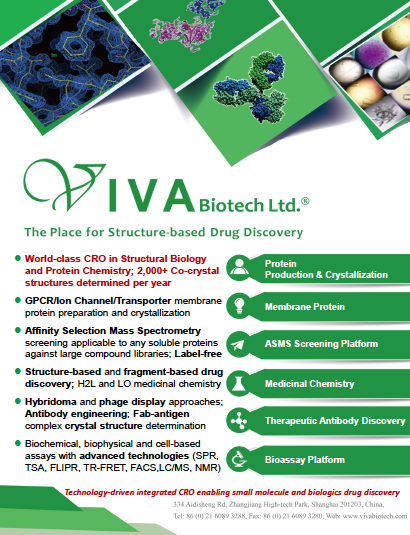 VIVA Biotech Ltd.®
The Place for Structure-based Drug Discovery
World-class CRO in Structural Biology
and Protein Chemistry; 2,000+ Co-crystal
structures determined per year
GPCR/Ion Channel/Transporter membrane
protein preparation and crystallization
Affinity Selection Mass Spectrometry
screening applicable to any soluble proteins
against large compound libraries; Label-free
Structure-based and fragment-based drug
discovery; H2L and LO medicinal chemistry
Hybridoma and phage display approaches;
Antibody engineering; Fab-antigen
complex crystal structure determination
Biochemical, biophysical and cell-based
assays with advanced technologies (SPR,
TSA, FLIPR, TR-FRET, FACS,LC/MS, NMR)
Protein
Production & Crystallization
Membrane Protein
ASMS Screening Platform
Medicinal Chemistry
Therapeutic Antibody Discovery
Bioassay Platform
Technology-driven integrated CRO enabling small molecule and biologics drug discovery
334 Aidisheng Rd, Zhangjiang High-tech Park, Shanghai 201203, China,
Tel: 86 (0) 21 6089 3288, Fax: 86 (0) 21 6089 3280, Web: www.vivabiotech.com